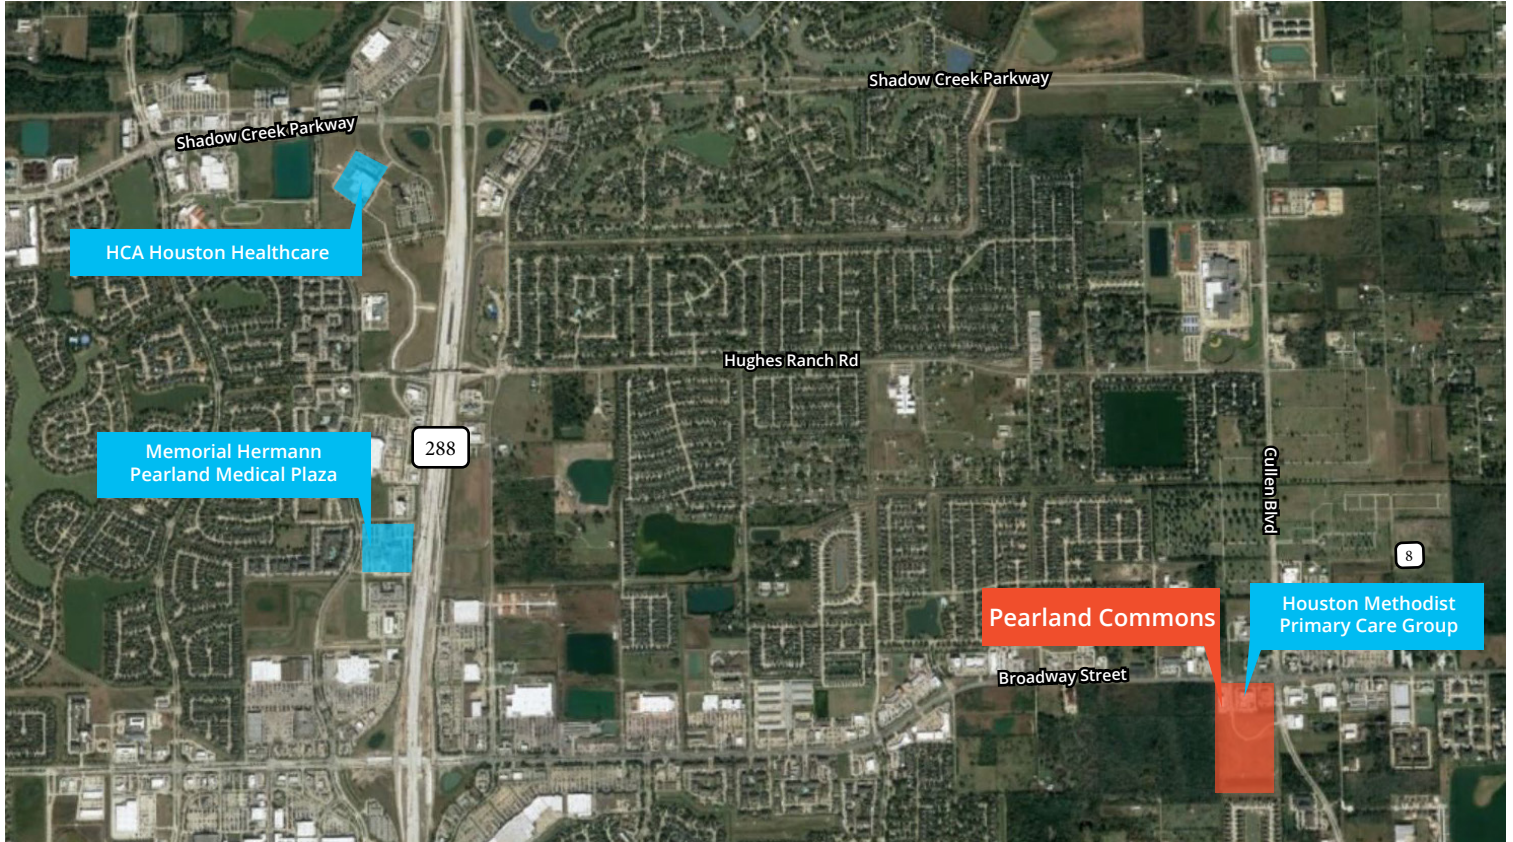 Shadow Creek Parkway
Shadow Creek Parkway
HCA Houston Healthcare
Hughes Ranch Rd
288
Memorial Hermann
Pearland Medical Plaza
Cullen Blvd
8
Pearland Commons
Houston Methodist
Primary Care Group
Broadway Street